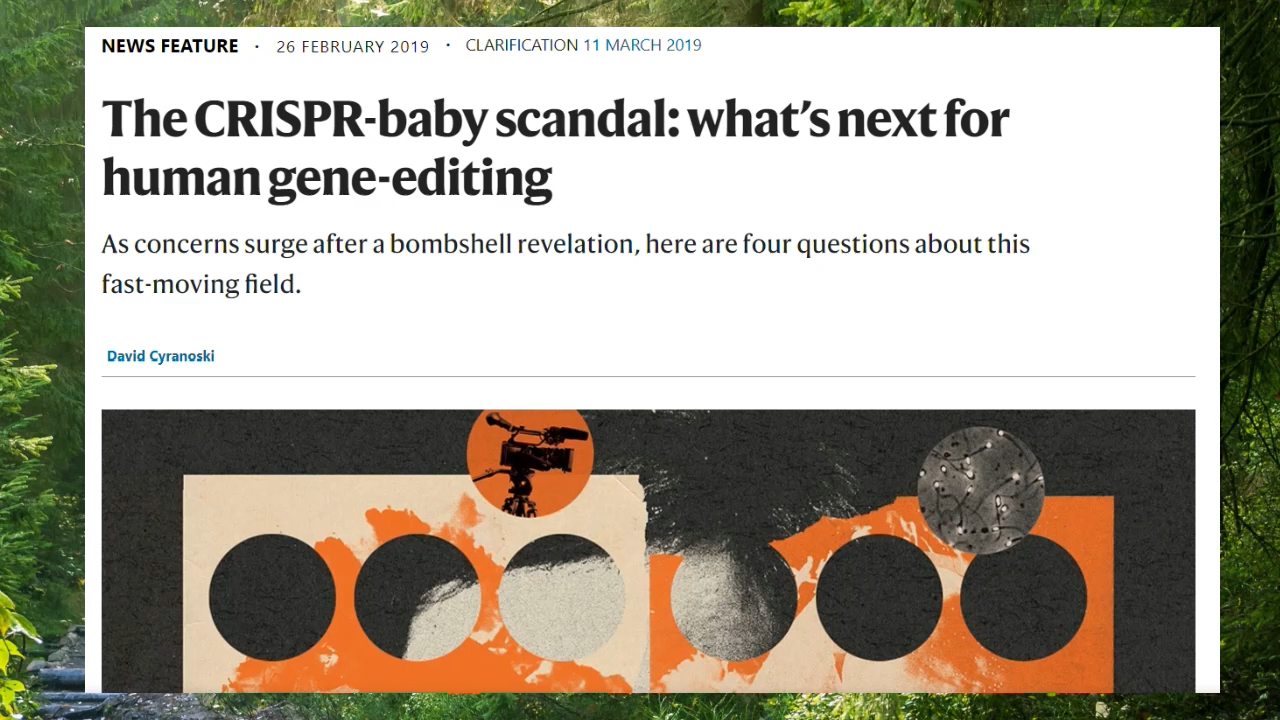 NEWS FEATURE · 26 FEBRUARY 2019 · CLARIFICATION 11 MARCH 2019
The CRISPR-baby scandal: what’s next for
human gene-editing
As concerns surge after a bombshell revelation, here are four questions about this
fast-moving field.
David Cyranoski